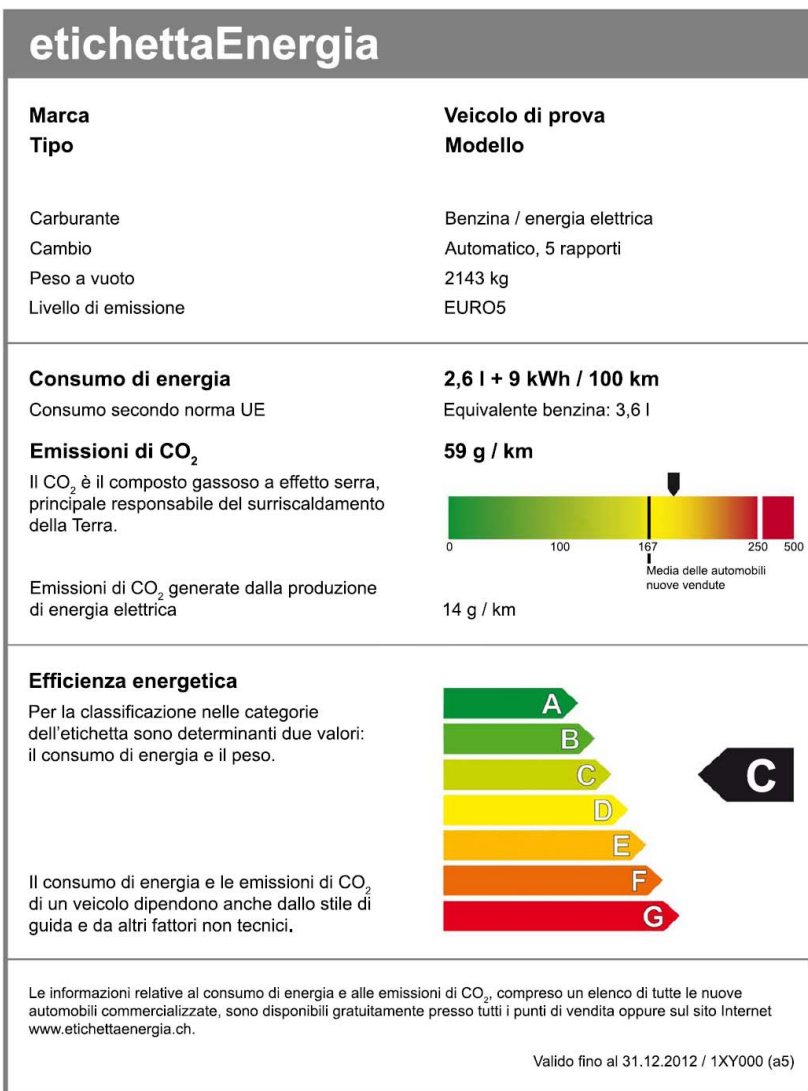 etichettaEnergia
Marca Veicolo di prova
Tipo Modello
Carburante Benzina / energia elettrica
Cambio Automatico, 5 rapporti
Peso a vuoto 2143 kg
Livello di emissione EURO5
Consumo di energia 2,6 l + 9 kWh / 100 km
Consumo secondo norma UE Equivalente benzina: 3,6 l
Emissioni di CO₂ 59 g / km
Il CO₂ è il composto gassoso a effetto serra,
principale responsabile del surriscaldamento
della Terra.
0 100 167 250 500
Media delle automobili
nuove vendute
Emissioni di CO₂ generate dalla produzione
di energia elettrica 14 g / km
Efficienza energetica
Per la classificazione nelle categorie
dell'etichetta sono determinanti due valori:
il consumo di energia e il peso.
A
B
C
D
E
F
G
C
Il consumo di energia e le emissioni di CO₂
di un veicolo dipendono anche dallo stile di
guida e da altri fattori non tecnici.
Le informazioni relative al consumo di energia e alle emissioni di CO₂, compreso un elenco di tutte le nuove
automobili commercializzate, sono disponibili gratuitamente presso tutti i punti di vendita oppure sul sito Internet
www.etichettaenergia.ch.
Valido fino al 31.12.2012 / 1XY000 (a5)